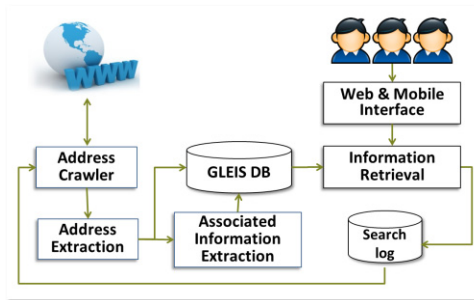 WWW
Web & Mobile
Interface
Address
Crawler
GLEIS DB
Information
Retrieval
Address
Extraction
Associated
Information
Extraction
Search
log